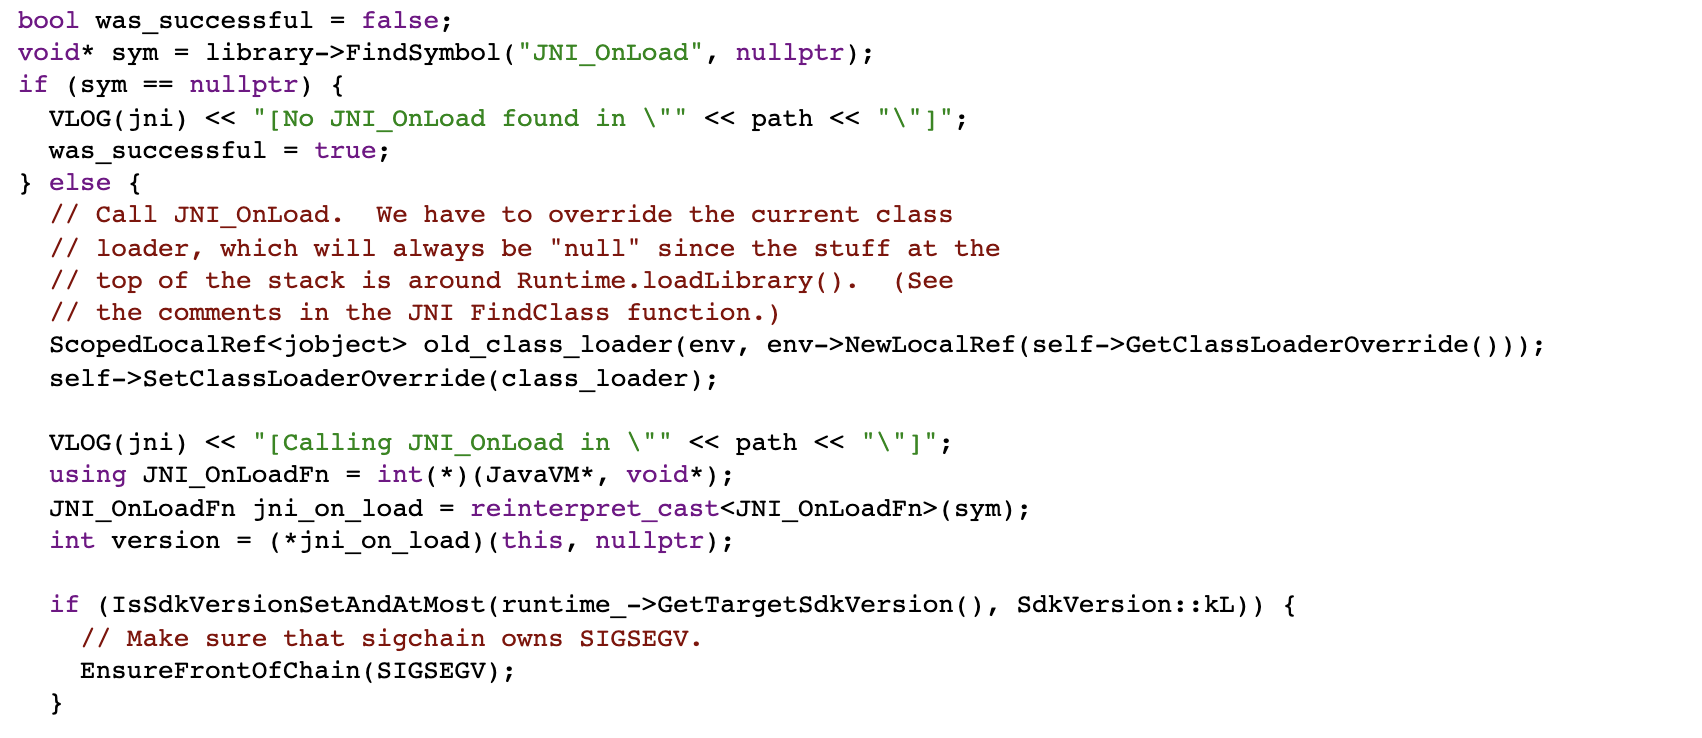 bool was_successful = false;
void* sym = library->FindSymbol("JNI_OnLoad", nullptr);
if (sym == nullptr) {
  VLOG(jni) << "[No JNI_OnLoad found in \"" << path << "\"]";
  was_successful = true;
} else {
  // Call JNI_OnLoad.  We have to override the current class
  // loader, which will always be "null" since the stuff at the
  // top of the stack is around Runtime.loadLibrary().  (See
  // the comments in the JNI FindClass function.)
  ScopedLocalRef<jobject> old_class_loader(env, env->NewLocalRef(self->GetClassLoaderOverride()));
  self->SetClassLoaderOverride(class_loader);

  VLOG(jni) << "[Calling JNI_OnLoad in \"" << path << "\"]";
  using JNI_OnLoadFn = int(*)(JavaVM*, void*);
  JNI_OnLoadFn jni_on_load = reinterpret_cast<JNI_OnLoadFn>(sym);
  int version = (*jni_on_load)(this, nullptr);

  if (IsSdkVersionSetAndAtMost(runtime_->GetTargetSdkVersion(), SdkVersion::kL)) {
    // Make sure that sigchain owns SIGSEGV.
    EnsureFrontOfChain(SIGSEGV);
  }